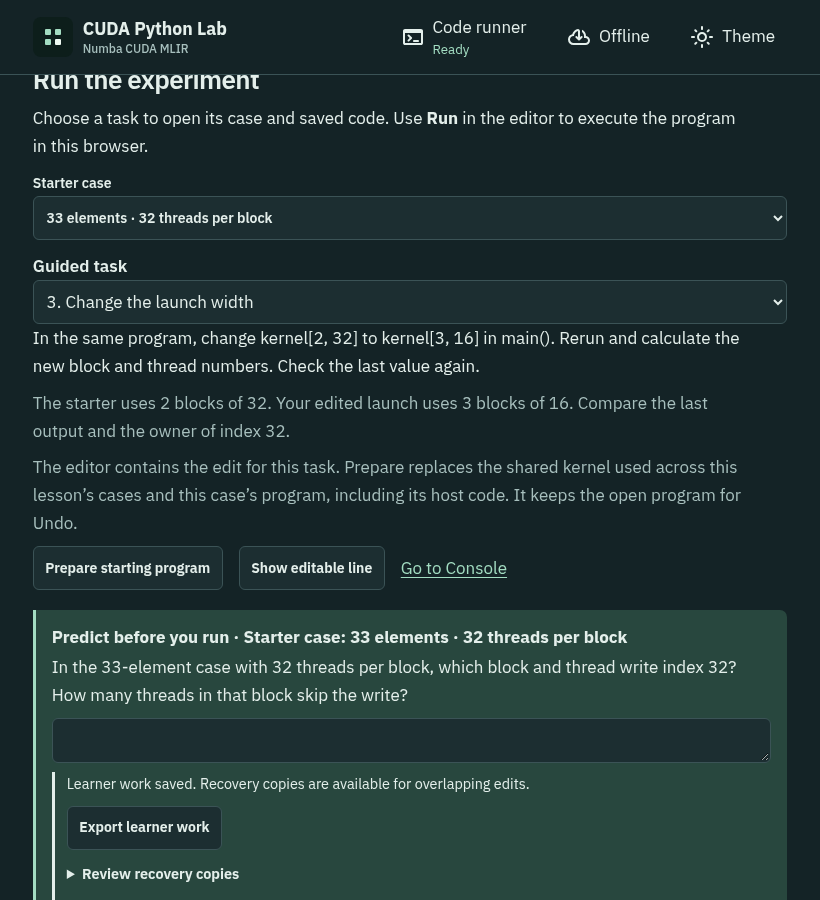 CUDA Python Lab
Numba CUDA MLIR
Code runner
Ready
Offline
Theme
Run the experiment
Choose a task to open its case and saved code. Use Run in the editor to execute the program
in this browser.
Starter case
33 elements · 32 threads per block
Guided task
3. Change the launch width
In the same program, change kernel[2, 32] to kernel[3, 16] in main(). Rerun and calculate the
new block and thread numbers. Check the last value again.
The starter uses 2 blocks of 32. Your edited launch uses 3 blocks of 16. Compare the last
output and the owner of index 32.
The editor contains the edit for this task. Prepare replaces the shared kernel used across this
lesson’s cases and this case’s program, including its host code. It keeps the open program for
Undo.
Prepare starting program
Show editable line
Go to Console
Predict before you run · Starter case: 33 elements · 32 threads per block
In the 33-element case with 32 threads per block, which block and thread write index 32?
How many threads in that block skip the write?
Learner work saved. Recovery copies are available for overlapping edits.
Export learner work
Review recovery copies